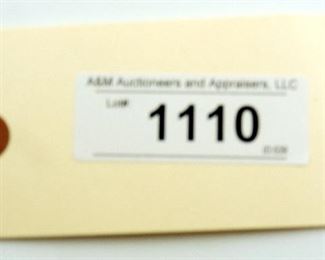 A&M Auctioneers and Appraisers, LLC
Lot#
1110